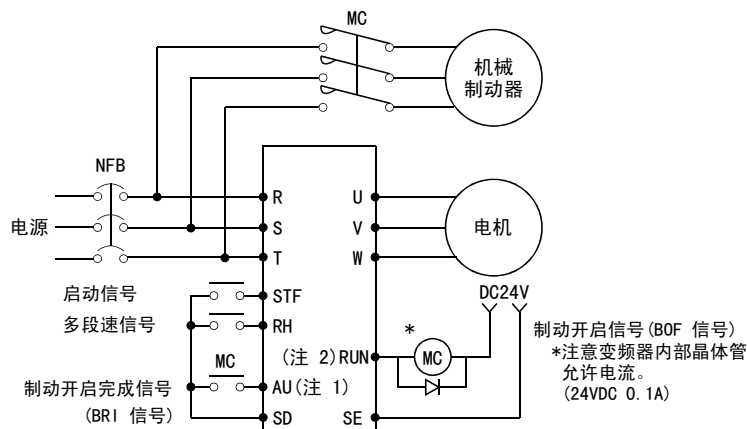 MC
机械
制动器
NFB
电源
R
S
T
U
V
W
电机
启动信号
多段速信号
STF
RH
DC24V
*
制动开启信号(BOF 信号)
*注意变频器内部晶体管
允许电流。
(24VDC 0.1A)
(注 2)RUN
MC
MC
制动开启完成信号
(BRI 信号)
AU(注 1)
SD
SE